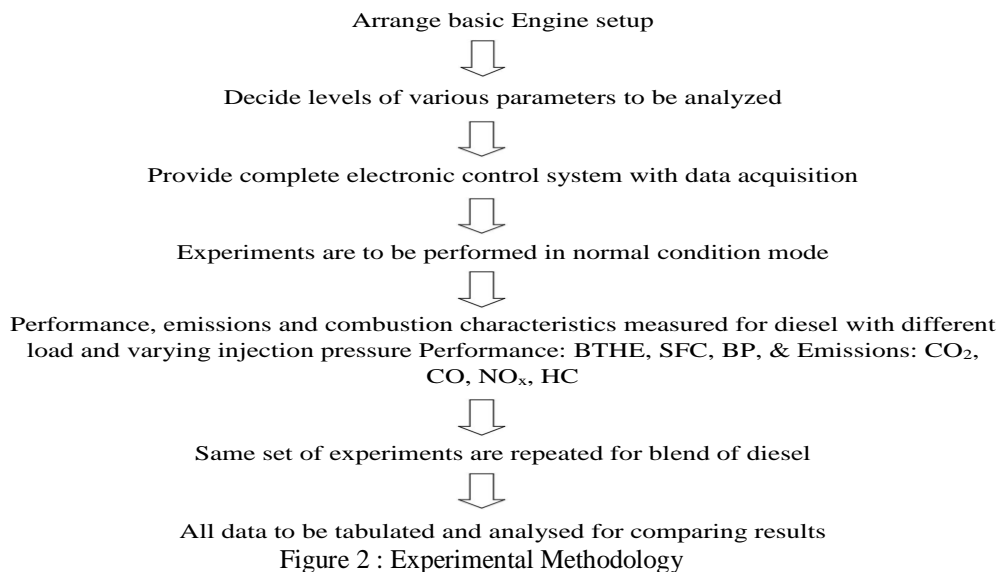 Arrange basic Engine setup
Decide levels of various parameters to be analyzed
Provide complete electronic control system with data acquisition
Experiments are to be performed in normal condition mode
Performance, emissions and combustion characteristics measured for diesel with different
load and varying injection pressure Performance: BTHE, SFC, BP, & Emissions: CO₂,
CO, NOₓ, HC
Same set of experiments are repeated for blend of diesel
All data to be tabulated and analysed for comparing results
Figure 2 : Experimental Methodology